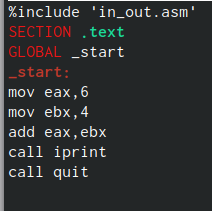 %include 'in_out.asm'
SECTION .text
GLOBAL _start
_start:
mov eax,6
mov ebx,4
add eax,ebx
call iprint
call quit